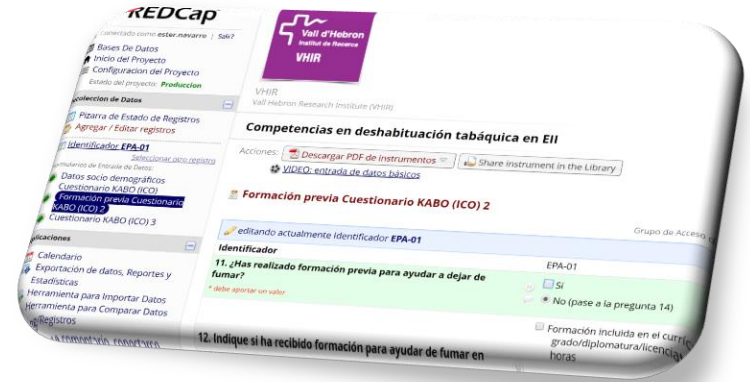 REDCap
conectado como ester.navarro | Salir?
Bases De Datos
Inicio del Proyecto
Configuracion del Proyecto
Estado del proyecto: Produccion
Recoleccion de Datos
Pizarra de Estado de Registros
Agregar / Editar registros
Identificador EPA-01
Seleccionar otro registro
Formularios de Entrada de Datos:
Datos socio demográficos
Cuestionario KABO (ICO)
Formación previa Cuestionario
KABO (ICO) 2
Cuestionario KABO (ICO) 3
Calendario
Exportación de datos, Reportes y
Estadísticas
Herramienta para Importar Datos
Herramienta para Comparar Datos
Vall d'Hebron
Institut de Recerca
VHIR
VHIR
Vall Hebron Research Institute (VHIR)
Competencias en deshabituación tabáquica en EII
Acciones: Descargar PDF de instrumentos Share instrument in the Library
VIDEO: entrada de datos básicos
Formación previa Cuestionario KABO (ICO) 2
Grupo de Acceso
editando actualmente Identificador EPA-01
Identificador EPA-01
11. ¿Has realizado formación previa para ayudar a dejar de
fumar?
* debe aportar un valor
Sí
No (pase a la pregunta 14)
12. Indique si ha recibido formación para ayudar de fumar en
Formación incluida en el
grado/diplomatura/
horas